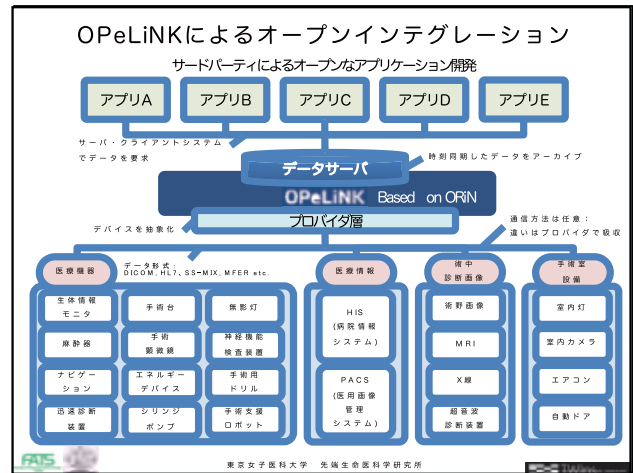 OPeLiNKによるオープンインテグレーション
サードパーティによるオープンなアプリケーション開発
アプリA
アプリB
アプリC
アプリD
アプリE
サーバ・クライアントシステム
でデータを要求
データサーバ
時刻同期したデータをアーカイブ
OPeLiNK Based on ORiN
デバイスを抽象化
プロバイダ層
通信方法は任意：
違いはプロバイダで吸収
データ形式：
DICOM, HL7、SS-MIX, MFER etc.
医療機器
生体情報
モニタ
手術台
無影灯
麻酔器
手術
顕微鏡
神経機能
検査装置
ナビゲー
ション
エネルギー
デバイス
手術用
ドリル
迅速診断
装置
シリンジ
ポンプ
手術支援
ロボット
医療情報
HIS
(病院情報
システム)
PACS
(医用画像
管理
システム)
術中
診断画像
術野画像
MRI
X線
超音波
診断装置
手術室
設備
室内灯
室内カメラ
エアコン
自動ドア
FATS
東京女子医科大学　先端生命医科学研究所